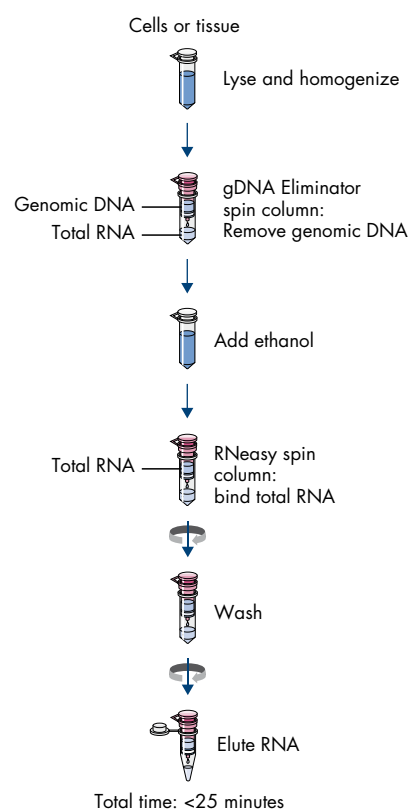 Cells or tissue
Lyse and homogenize
Genomic DNA
Total RNA
gDNA Eliminator
spin column:
Remove genomic DNA
Add ethanol
Total RNA
RNeasy spin
column:
bind total RNA
Wash
Elute RNA
Total time: <25 minutes